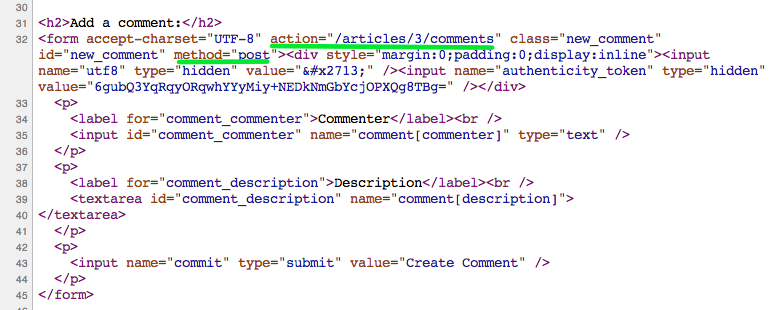 30
31 <h2>Add a comment:</h2>
32 <form accept-charset="UTF-8" action="/articles/3/comments" class="new_comment"
id="new_comment" method="post"><div style="margin:0;padding:0;display:inline"><input
name="utf8" type="hidden" value="&#x2713;" /><input name="authenticity_token" type="hidden"
value="6gubQ3YqRqyORqwhYYyMiy+NEDkNmGbYcjOPXQg8TBg=" /></div>
33 <p>
34 <label for="comment_commenter">Commenter</label><br />
35 <input id="comment_commenter" name="comment[commenter]" type="text" />
36 </p>
37 <p>
38 <label for="comment_description">Description</label><br />
39 <textarea id="comment_description" name="comment[description]">
40 </textarea>
41 </p>
42 <p>
43 <input name="commit" type="submit" value="Create Comment" />
44 </p>
45 </form>